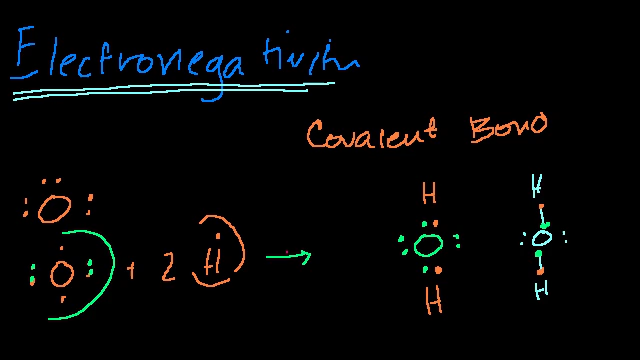 Electronegativity
Covalent Bond
O
O + 2 H → H O H H O H